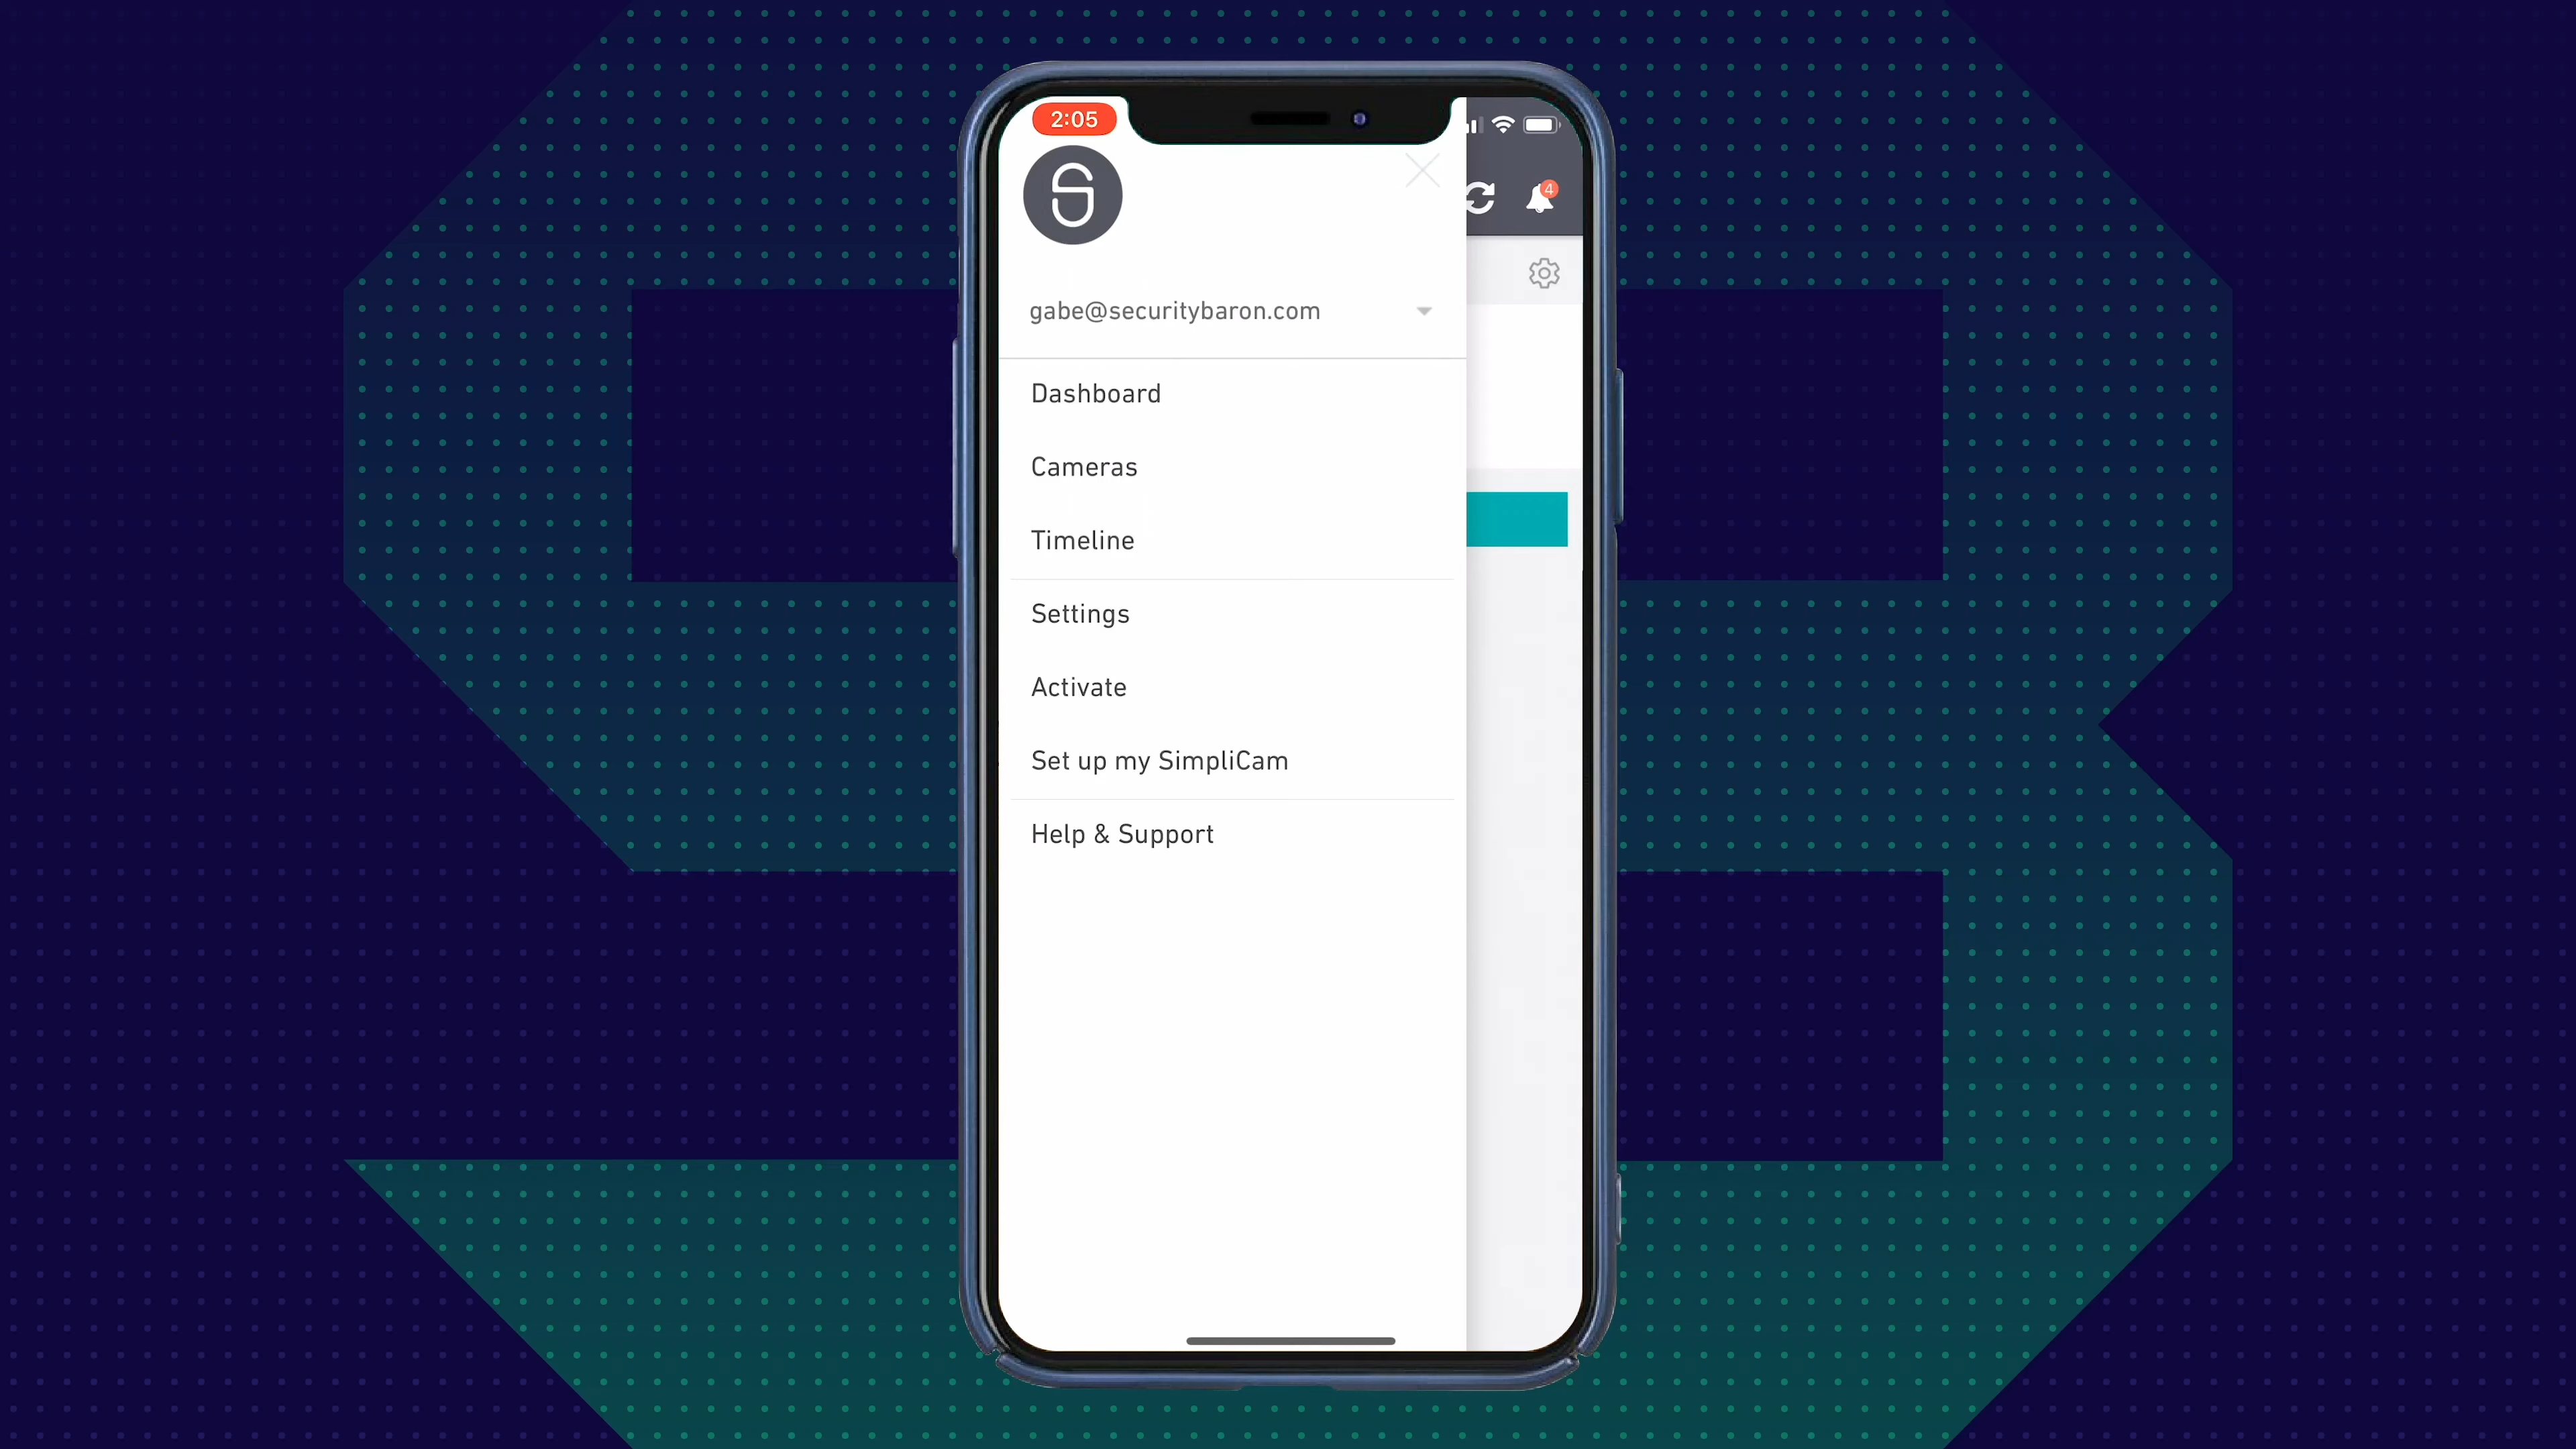 2:05
4
gabe@securitybaron.com
Dashboard
Cameras
Timeline
Settings
Activate
Set up my SimpliCam
Help & Support